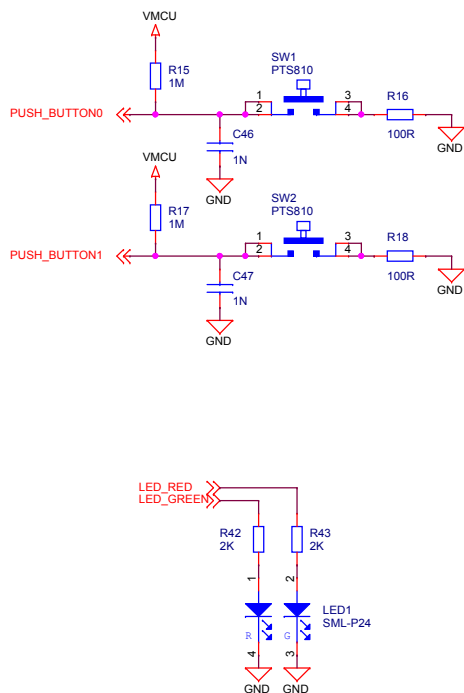 VMCU
R15
1M
SW1
PTS810
PUSH_BUTTON0
1
2
3
4
R16
100R
C46
1N
GND
GND
VMCU
R17
1M
SW2
PTS810
PUSH_BUTTON1
1
2
3
4
R18
100R
C47
1N
GND
GND
LED_RED
LED_GREEN
R42
2K
R43
2K
1
2
LED1
SML-P24
R
G
4
3
GND
GND